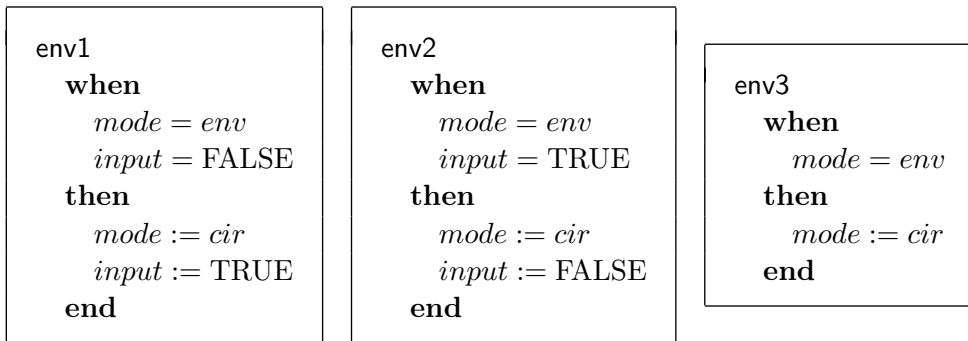 env1
when
mode = env
input = FALSE
then
mode := cir
input := TRUE
end
env2
when
mode = env
input = TRUE
then
mode := cir
input := FALSE
end
env3
when
mode = env
then
mode := cir
end